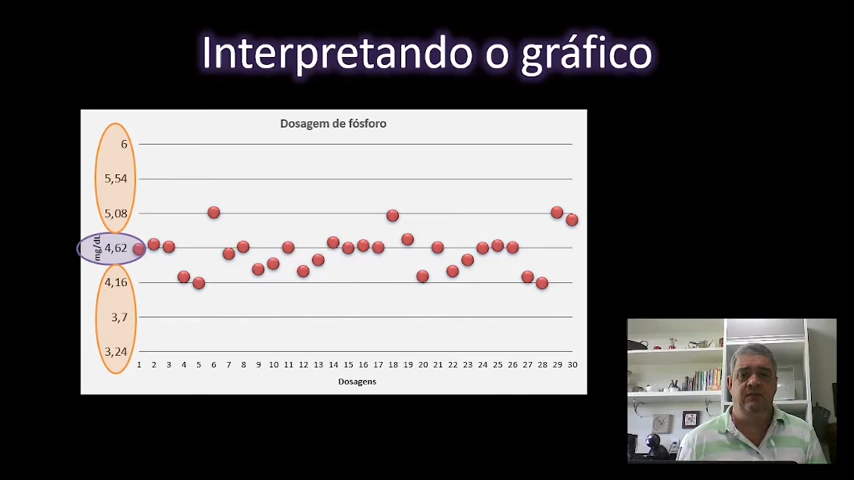 Interpretando o gráfico
Dosagem de fósforo
6
5,54
5,08
4,62
4,16
3,7
3,24
mg/dL
1 2 3 4 5 6 7 8 9 10 11 12 13 14 15 16 17 18 19 20 21 22 23 24 25 26 27 28 29 30
Dosagens